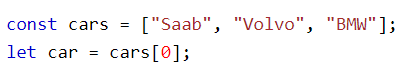 const cars = ["Saab", "Volvo", "BMW"];
let car = cars[0];